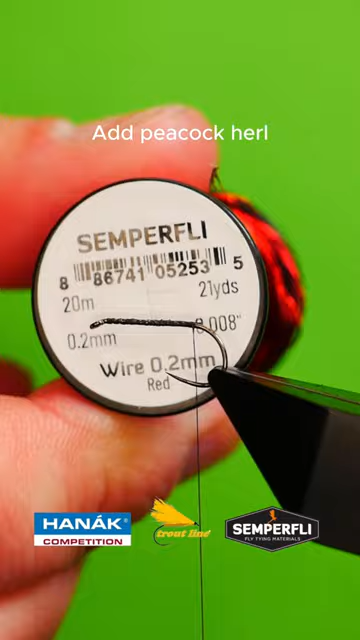 Add peacock herl
SEMPERFLI
8 86741 05253 5
20m 21yds
0.2mm 0.008"
Wire 0.2mm
Red
HANÁK
COMPETITION
trout line
SEMPERFLI
FLY TYING MATERIALS